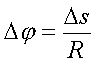 Δφ = Δs / R